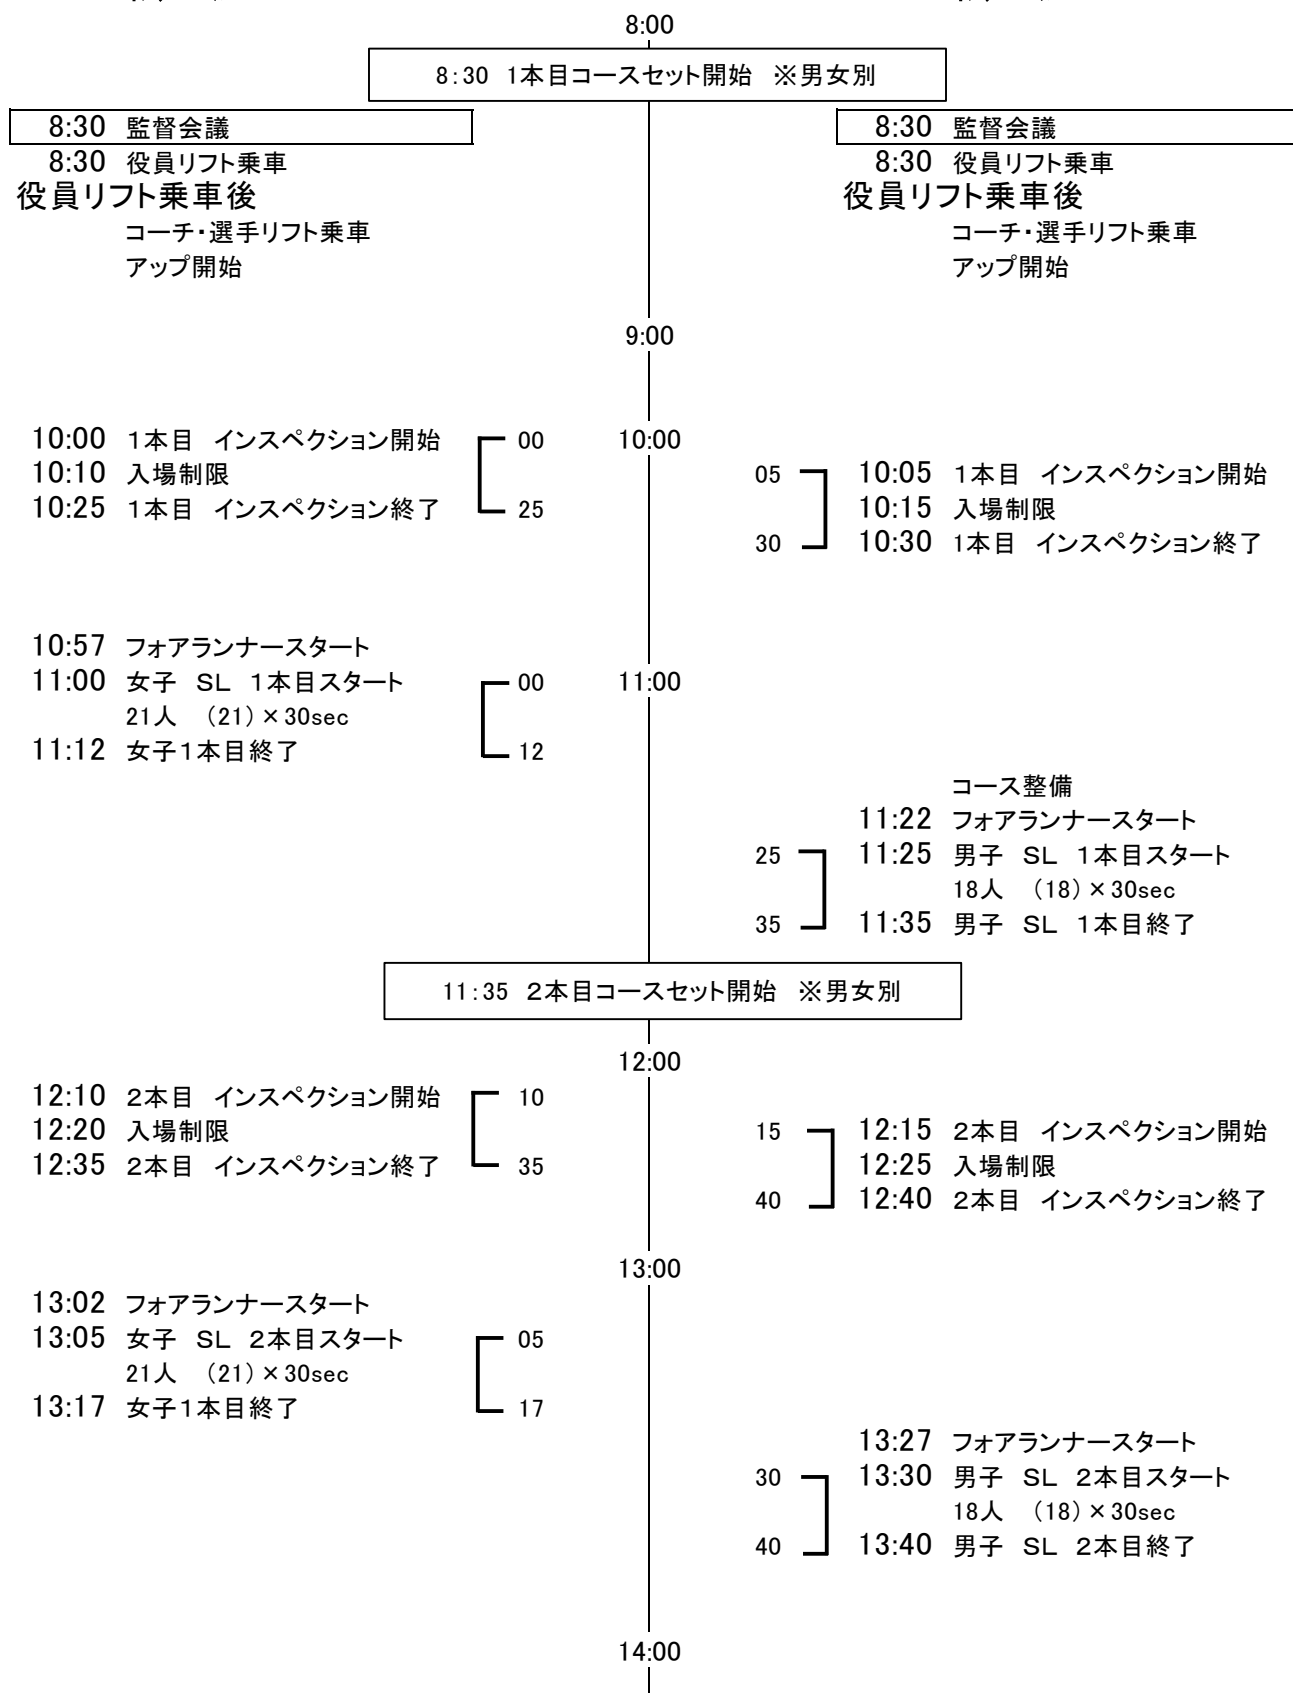 8:00
8:30 1本目コースセット開始 ※男女別
8:30 監督会議
8:30 監督会議
8:30 役員リフト乗車
8:30 役員リフト乗車
役員リフト乗車後
役員リフト乗車後
コーチ・選手リフト乗車
コーチ・選手リフト乗車
アップ開始
アップ開始
9:00
10:00 1本目 インスペクション開始 00
10:00
10:10 入場制限
05 10:05 1本目 インスペクション開始
10:25 1本目 インスペクション終了 25
10:15 入場制限
30 10:30 1本目 インスペクション終了
10:57 フォアランナースタート
11:00 女子 SL 1本目スタート 00
11:00
21人 (21)×30sec
11:12 女子1本目終了 12
コース整備
11:22 フォアランナースタート
25 11:25 男子 SL 1本目スタート
18人 (18)×30sec
35 11:35 男子 SL 1本目終了
11:35 2本目コースセット開始 ※男女別
12:00
12:10 2本目 インスペクション開始 10
12:20 入場制限
15 12:15 2本目 インスペクション開始
12:35 2本目 インスペクション終了 35
12:25 入場制限
40 12:40 2本目 インスペクション終了
13:00
13:02 フォアランナースタート
13:05 女子 SL 2本目スタート 05
21人 (21)×30sec
13:17 女子1本目終了 17
13:27 フォアランナースタート
30 13:30 男子 SL 2本目スタート
18人 (18)×30sec
40 13:40 男子 SL 2本目終了
14:00